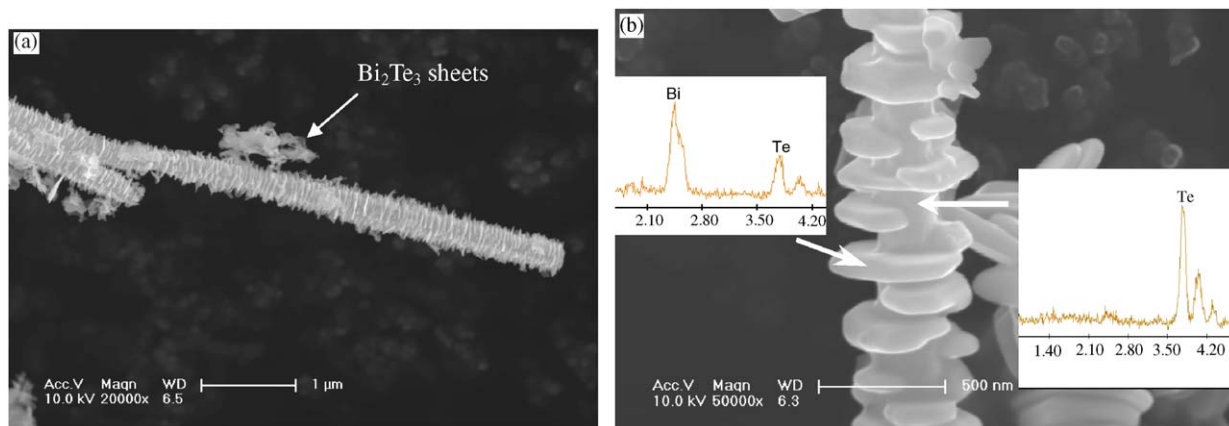 (a)
Bi₂Te₃ sheets
Acc.V Magn WD
10.0 kV 20000x 6.5
1 μm
(b)
Bi
Te
2.10 2.80 3.50 4.20
Te
1.40 2.10 2.80 3.50 4.20
Acc.V Magn WD
10.0 kV 50000x 6.3
500 nm